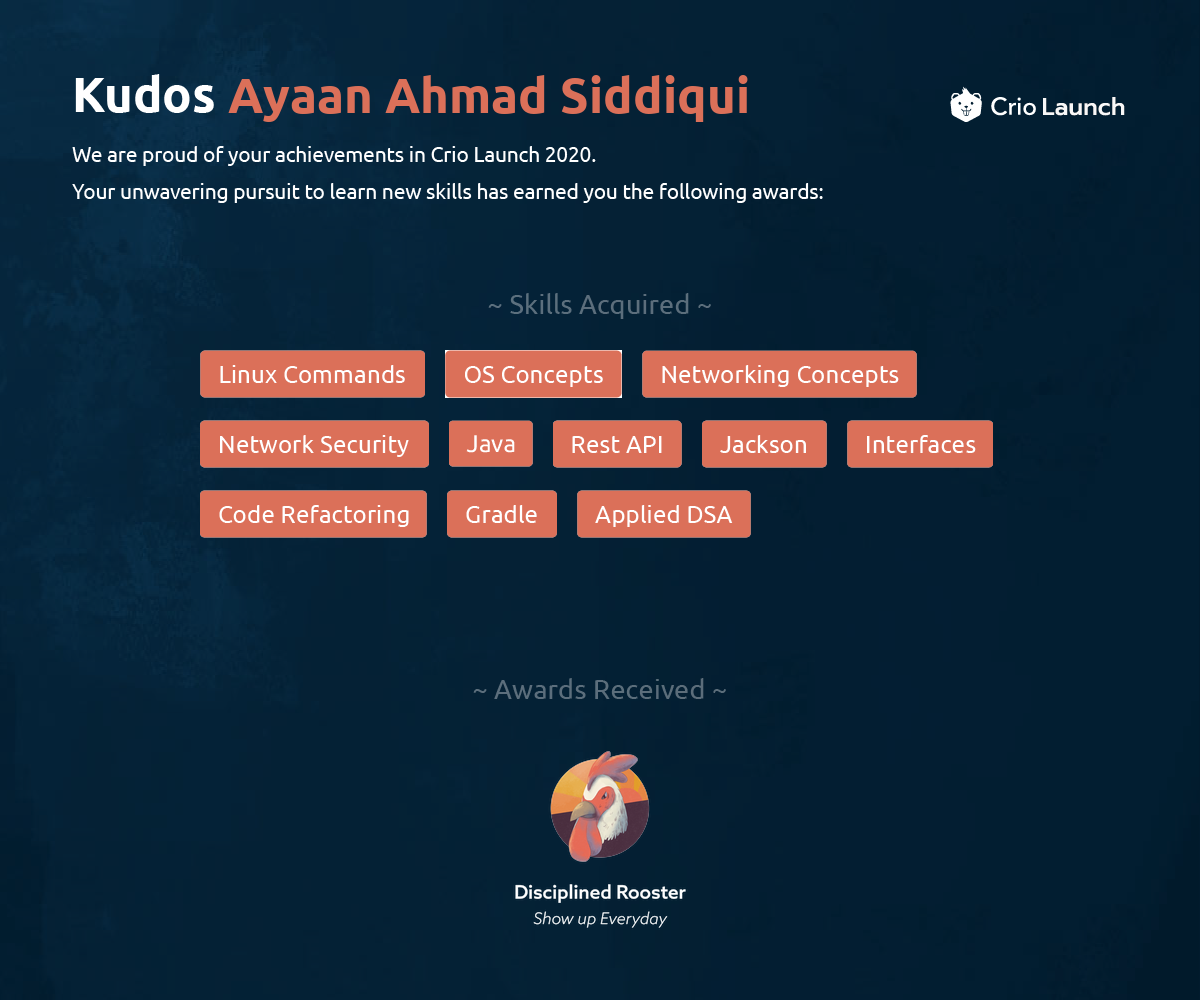 Kudos Ayaan Ahmad Siddiqui
Crio Launch
We are proud of your achievements in Crio Launch 2020.
Your unwavering pursuit to learn new skills has earned you the following awards:
~ Skills Acquired ~
Linux Commands OS Concepts Networking Concepts
Network Security Java Rest API Jackson Interfaces
Code Refactoring Gradle Applied DSA
~ Awards Received ~
Disciplined Rooster
Show up Everyday